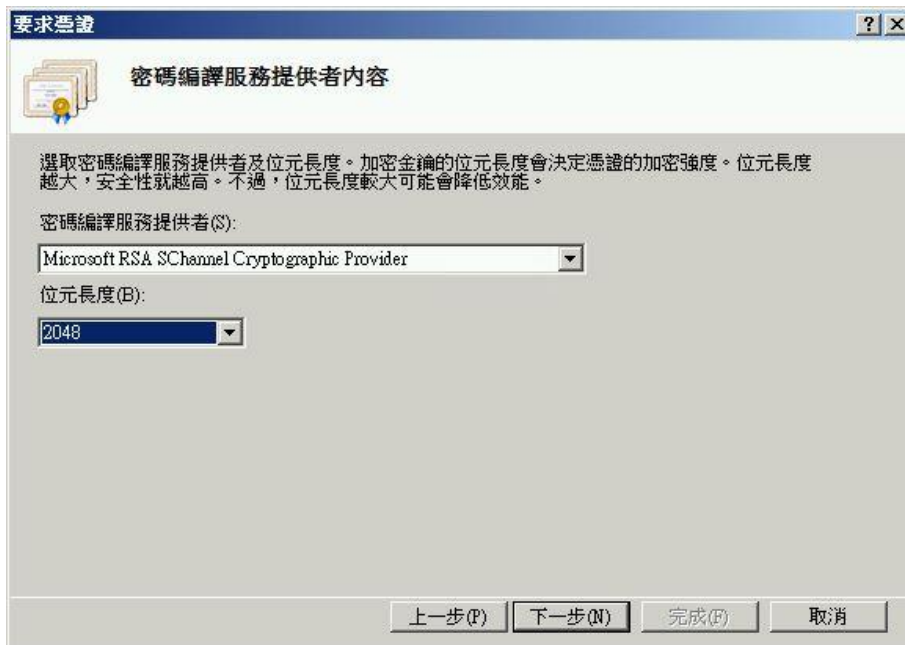 要求憑證
密碼編譯服務提供者內容
選取密碼編譯服務提供者及位元長度。加密金鑰的位元長度會決定憑證的加密強度。位元長度
越大，安全性就越高。不過，位元長度較大可能會降低效能。
密碼編譯服務提供者(S):
Microsoft RSA SChannel Cryptographic Provider
位元長度(B):
2048
上一步(P) 下一步(N) 完成(F) 取消